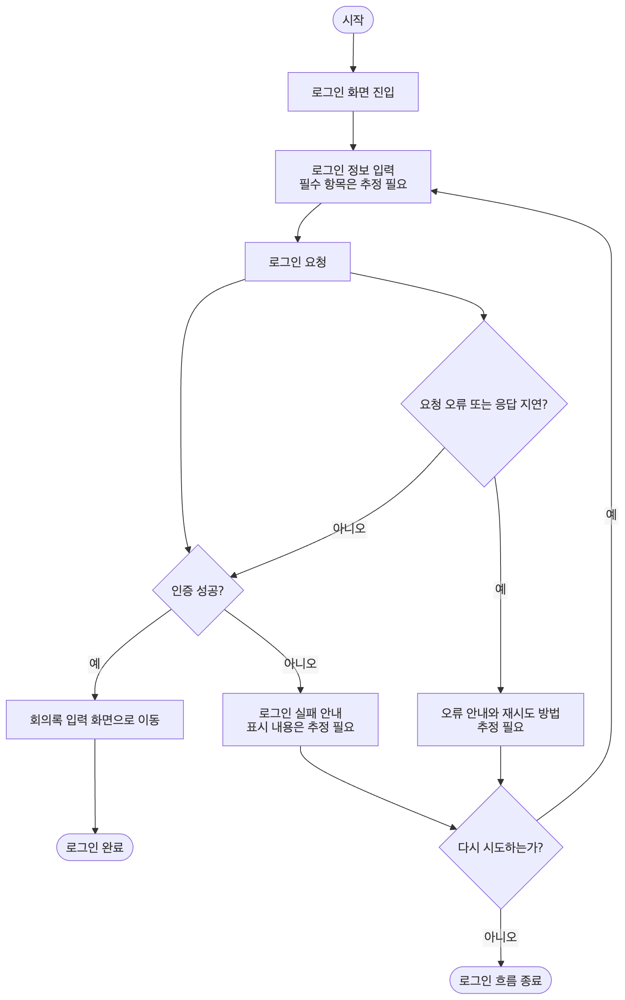 시작
로그인 화면 진입
로그인 정보 입력
필수 항목은 추정 필요
로그인 요청
요청 오류 또는 응답 지연?
예
아니오
예
인증 성공?
예
아니오
회의록 입력 화면으로 이동
로그인 실패 안내
표시 내용은 추정 필요
오류 안내와 재시도 방법
추정 필요
로그인 완료
다시 시도하는가?
아니오
로그인 흐름 종료